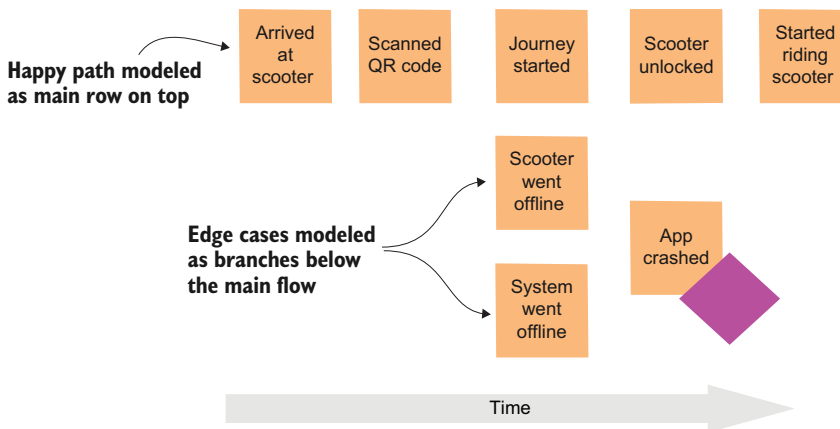 Happy path modeled
as main row on top
Arrived
at
scooter
Scanned
QR code
Journey
started
Scooter
unlocked
Started
riding
scooter
Edge cases modeled
as branches below
the main flow
Scooter
went
offline
System
went
offline
App
crashed
Time